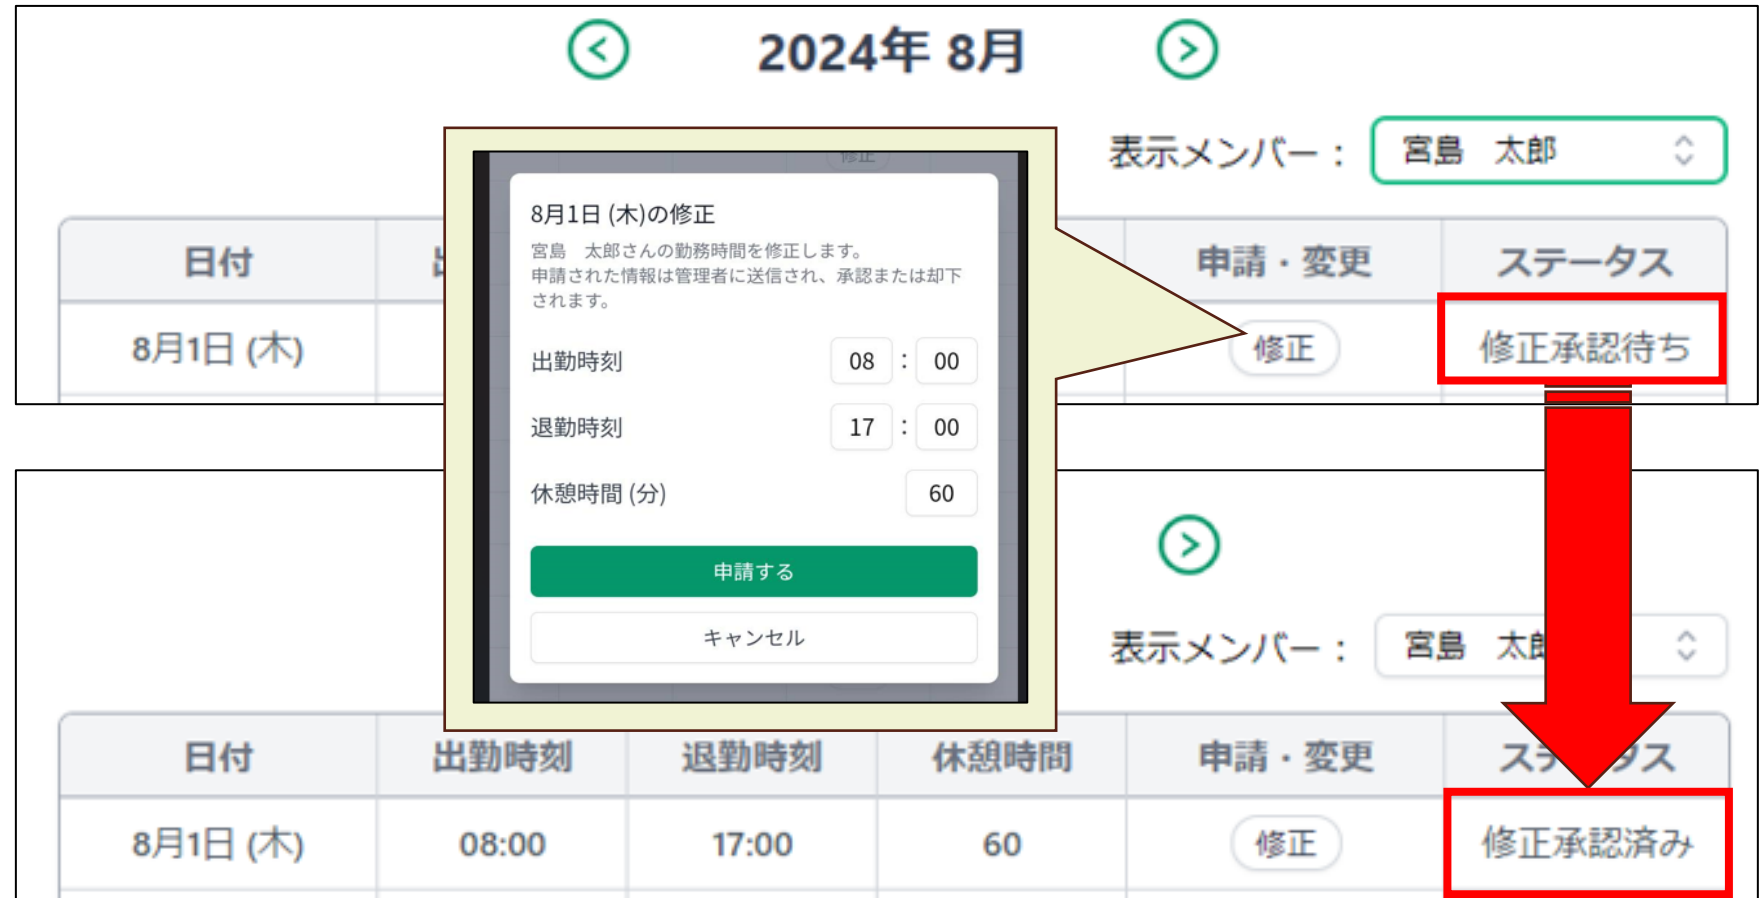 2024年 8月
表示メンバー： 宮島　太郎
日付 申請・変更 ステータス
8月1日 (木) 修正 修正承認待ち
修正
8月1日 (木)の修正
宮島　太郎さんの勤務時間を修正します。
申請された情報は管理者に送信され、承認または却下
されます。
出勤時刻 08 : 00
退勤時刻 17 : 00
休憩時間 (分) 60
申請する
キャンセル
表示メンバー： 宮島　太郎
日付 出勤時刻 退勤時刻 休憩時間 申請・変更 ステータス
8月1日 (木) 08:00 17:00 60 修正 修正承認済み